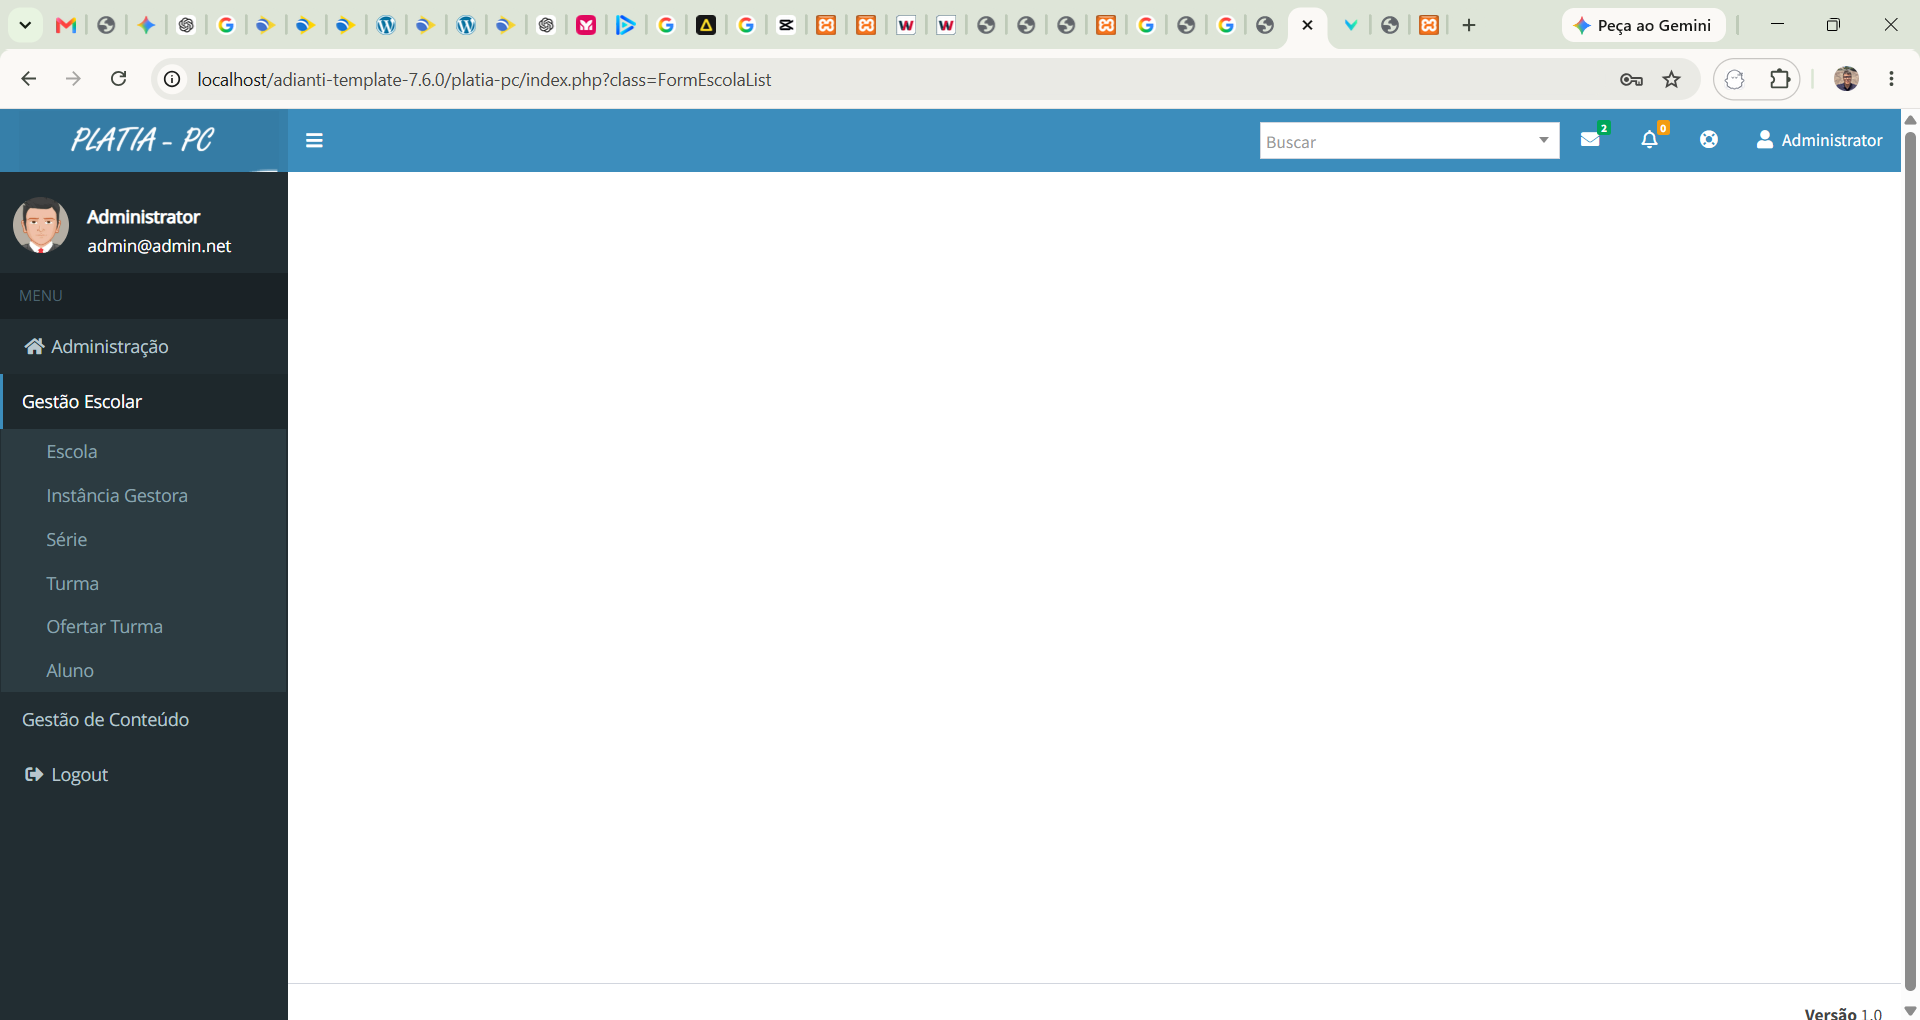 Peça ao Gemini
localhost/adianti-template-7.6.0/platia-pc/index.php?class=FormEscolaList
PLATIA - PC
Buscar
2
0
Administrator
Administrator
admin@admin.net
MENU
Administração
Gestão Escolar
Escola
Instância Gestora
Série
Turma
Ofertar Turma
Aluno
Gestão de Conteúdo
Logout
Versão 1.0